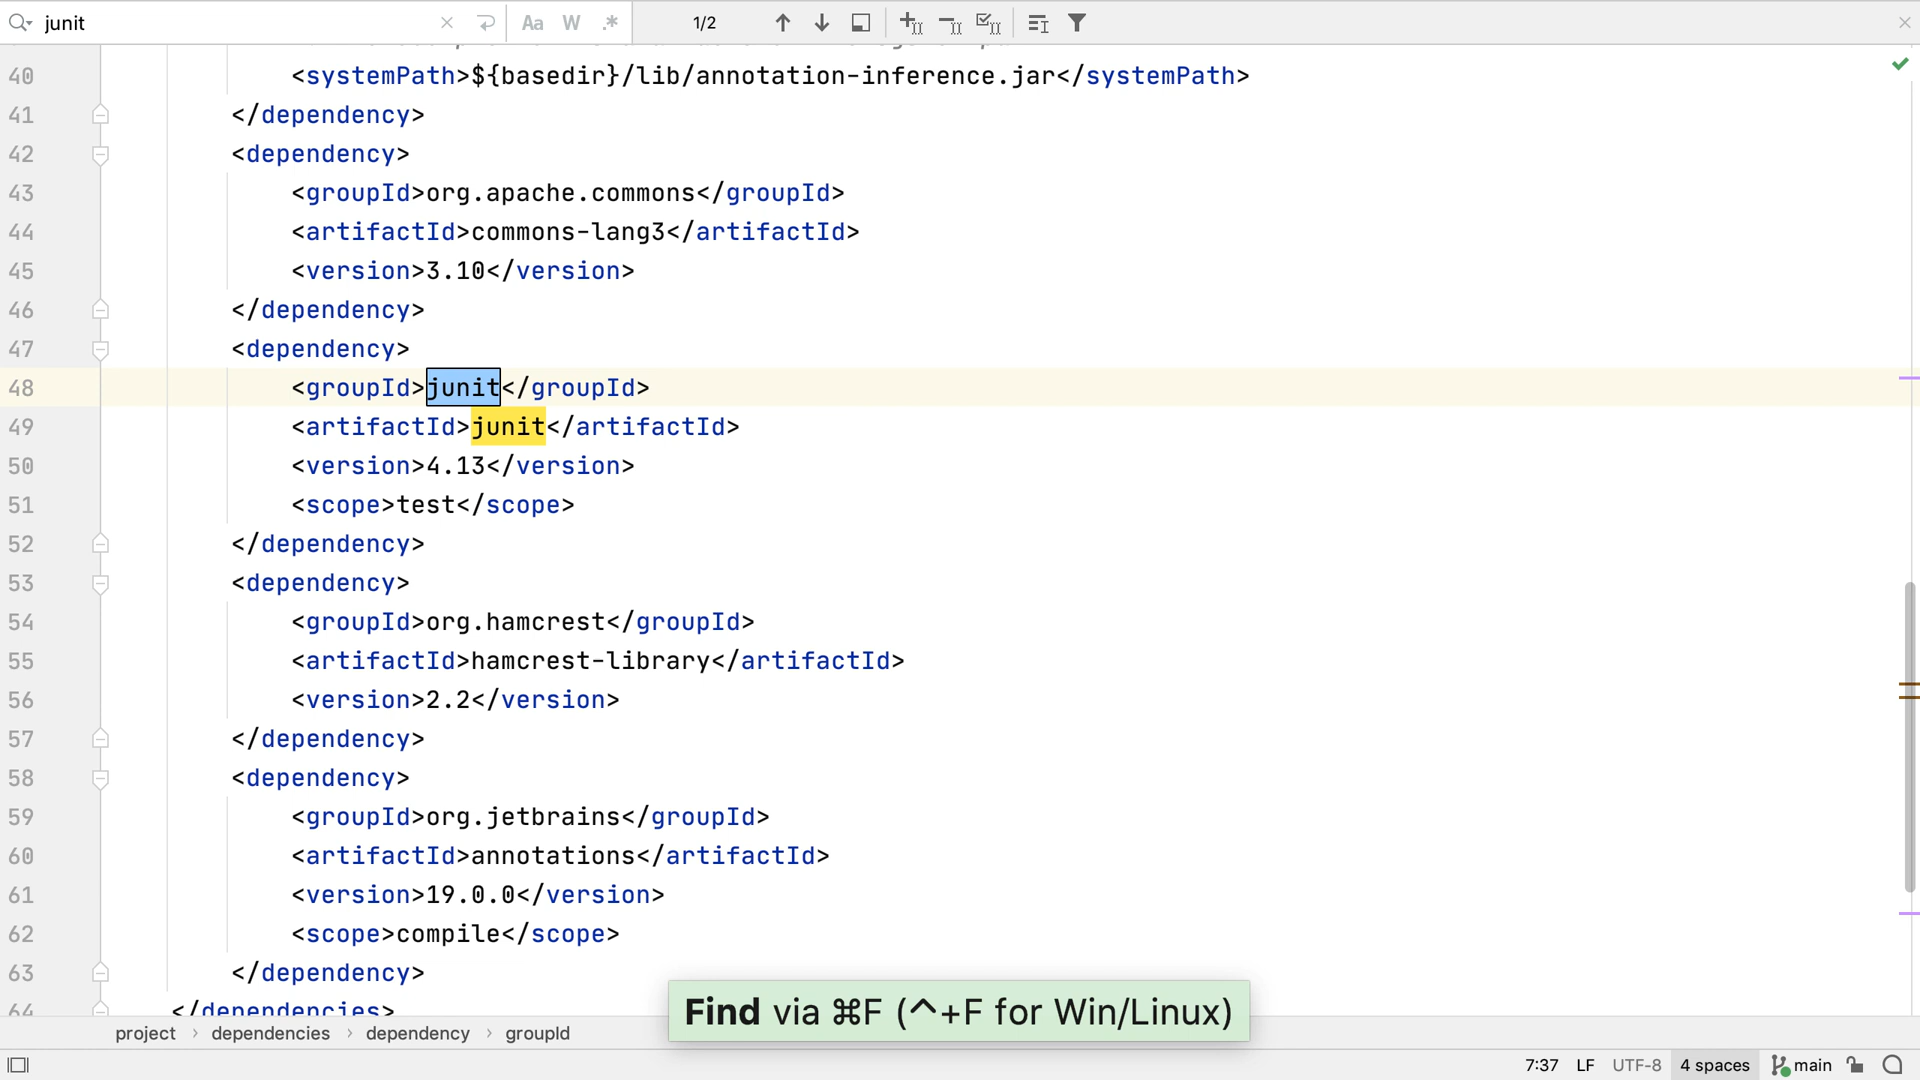 junit
Aa W .* 1/2
40 <systemPath>${basedir}/lib/annotation-inference.jar</systemPath>
41 </dependency>
42 <dependency>
43 <groupId>org.apache.commons</groupId>
44 <artifactId>commons-lang3</artifactId>
45 <version>3.10</version>
46 </dependency>
47 <dependency>
48 <groupId>junit</groupId>
49 <artifactId>junit</artifactId>
50 <version>4.13</version>
51 <scope>test</scope>
52 </dependency>
53 <dependency>
54 <groupId>org.hamcrest</groupId>
55 <artifactId>hamcrest-library</artifactId>
56 <version>2.2</version>
57 </dependency>
58 <dependency>
59 <groupId>org.jetbrains</groupId>
60 <artifactId>annotations</artifactId>
61 <version>19.0.0</version>
62 <scope>compile</scope>
63 </dependency>
64 </dependencies>
Find via ⌘F (^+F for Win/Linux)
project › dependencies › dependency › groupId
7:37 LF UTF-8 4 spaces main